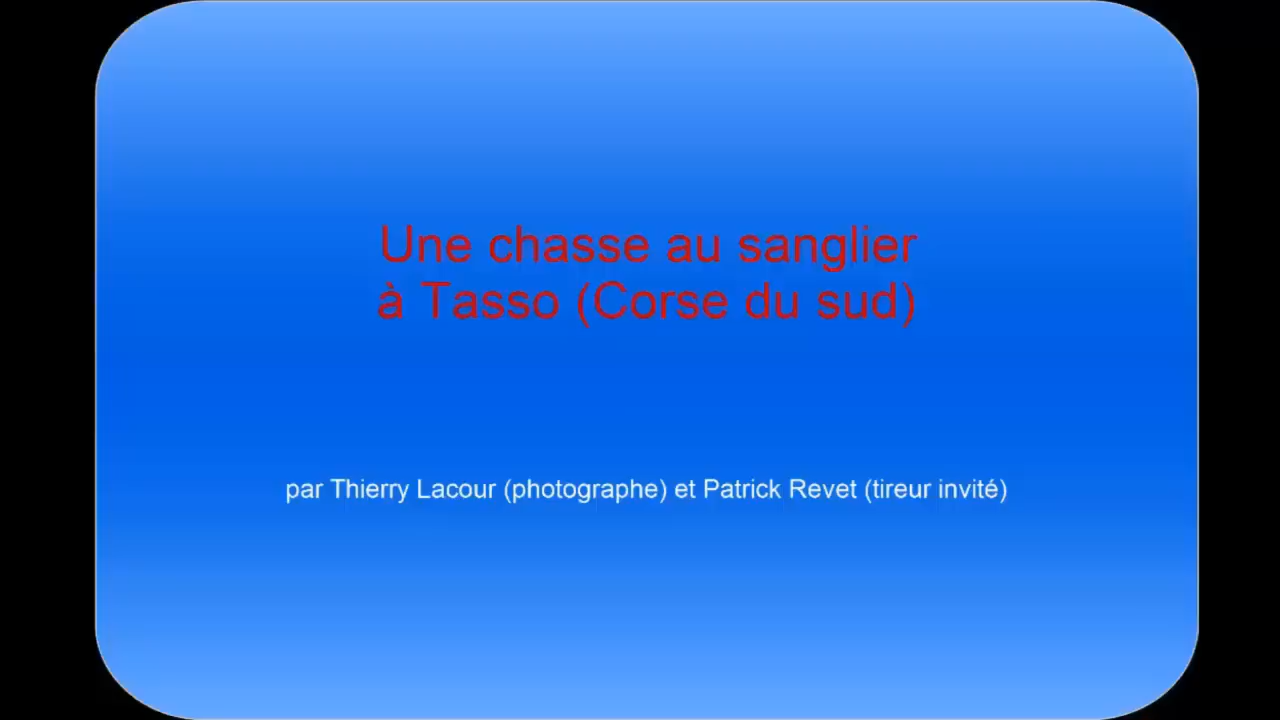 Une chasse au sanglier
à Tasso (Corse du sud)
par Thierry Lacour (photographe) et Patrick Revet (tireur invité)